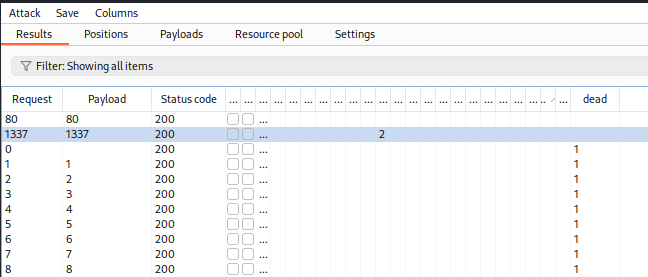 Attack Save Columns
Results Positions Payloads Resource pool Settings
Filter: Showing all items
Request Payload Status code ... ... ... ... ... ... ... ... ... ... ... ... ... ... ... ... ... ... ... ... ... .. ... dead
80 80 200 ...
1337 1337 200 ... 2
0 200 ... 1
1 1 200 ... 1
2 2 200 ... 1
3 3 200 ... 1
4 4 200 ... 1
5 5 200 ... 1
6 6 200 ... 1
7 7 200 ... 1
8 8 200 ... 1